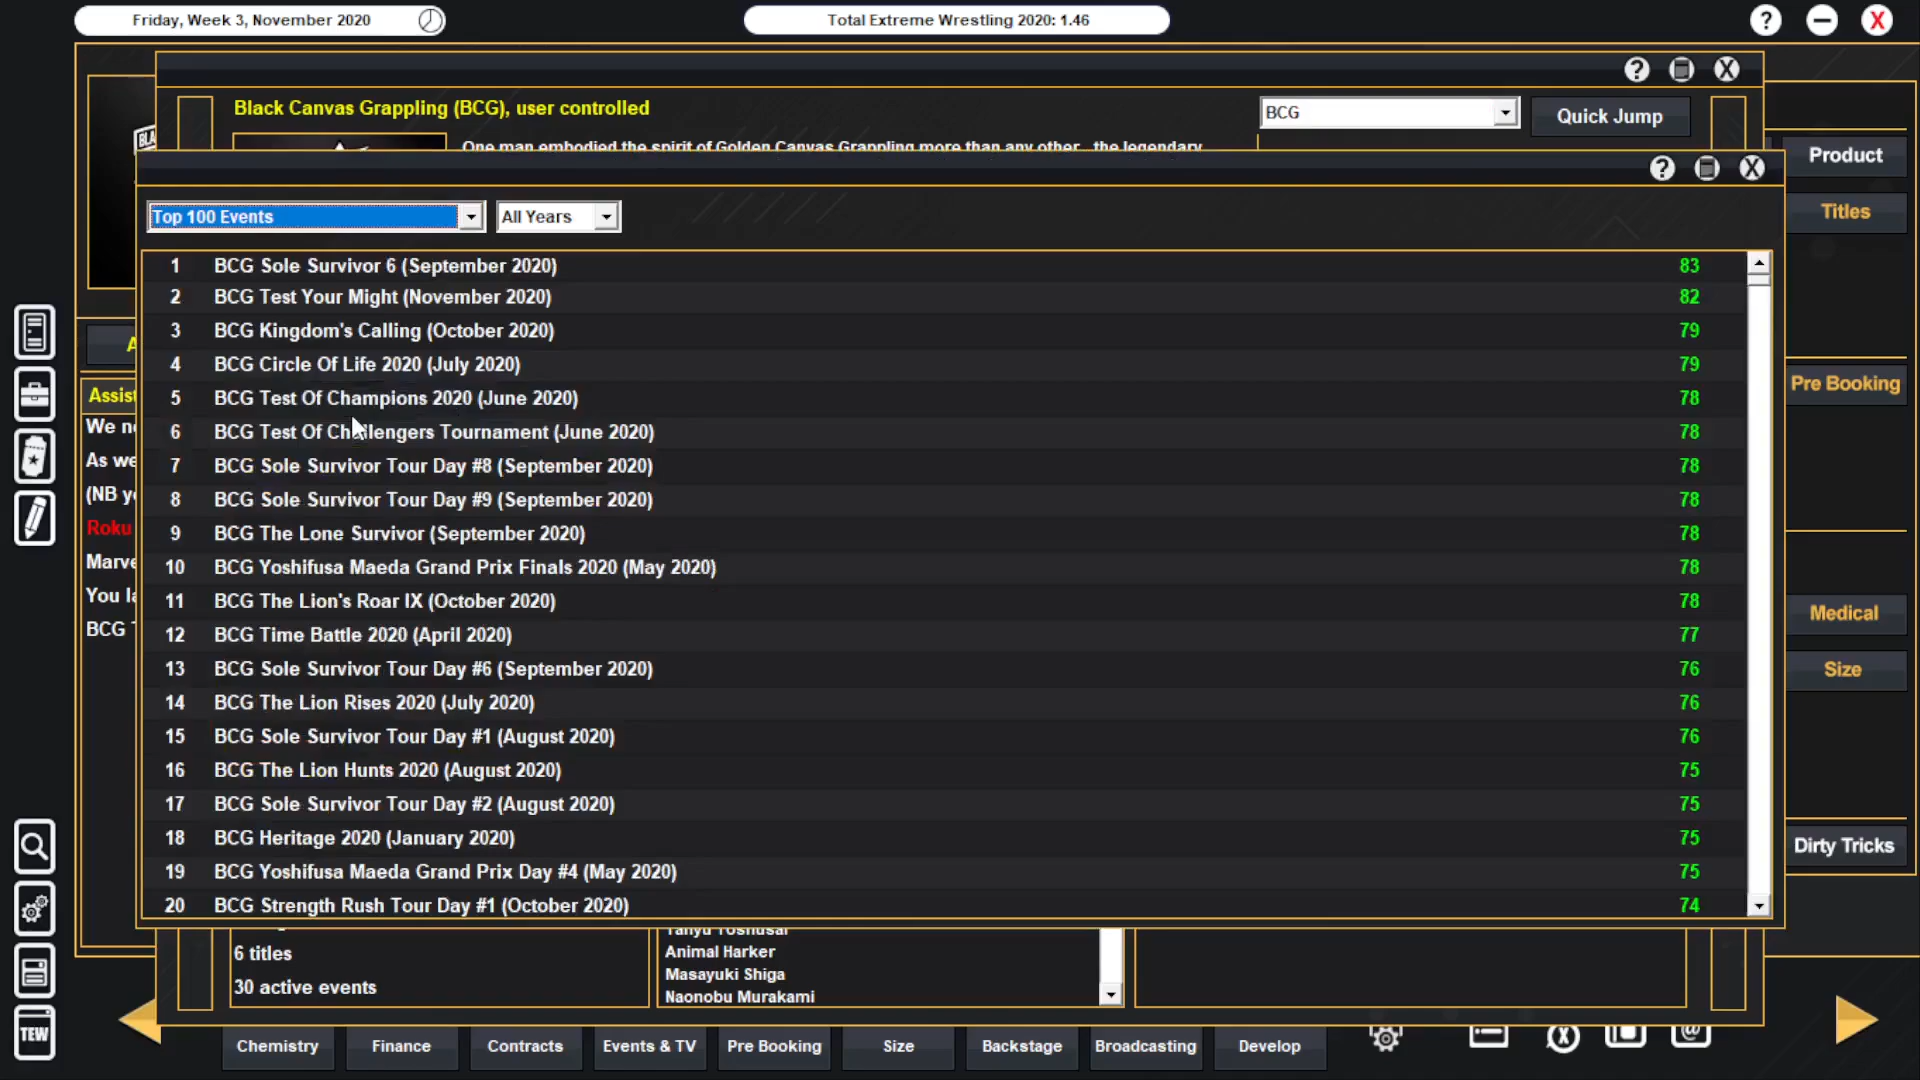 Friday, Week 3, November 2020
Total Extreme Wrestling 2020: 1.46
Black Canvas Grappling (BCG), user controlled
BCG
Quick Jump
One man embodied the spirit of Golden Canvas Grappling more than any other, the legendary
Product
Titles
Pre Booking
Medical
Size
Dirty Tricks
Top 100 Events
All Years
1 BCG Sole Survivor 6 (September 2020) 83
2 BCG Test Your Might (November 2020) 82
3 BCG Kingdom's Calling (October 2020) 79
4 BCG Circle Of Life 2020 (July 2020) 79
5 BCG Test Of Champions 2020 (June 2020) 78
6 BCG Test Of Challengers Tournament (June 2020) 78
7 BCG Sole Survivor Tour Day #8 (September 2020) 78
8 BCG Sole Survivor Tour Day #9 (September 2020) 78
9 BCG The Lone Survivor (September 2020) 78
10 BCG Yoshifusa Maeda Grand Prix Finals 2020 (May 2020) 78
11 BCG The Lion's Roar IX (October 2020) 78
12 BCG Time Battle 2020 (April 2020) 77
13 BCG Sole Survivor Tour Day #6 (September 2020) 76
14 BCG The Lion Rises 2020 (July 2020) 76
15 BCG Sole Survivor Tour Day #1 (August 2020) 76
16 BCG The Lion Hunts 2020 (August 2020) 75
17 BCG Sole Survivor Tour Day #2 (August 2020) 75
18 BCG Heritage 2020 (January 2020) 75
19 BCG Yoshifusa Maeda Grand Prix Day #4 (May 2020) 75
20 BCG Strength Rush Tour Day #1 (October 2020) 74
Assist
We n
As we
(NB y
Roku
Marve
You la
BCG
6 titles
30 active events
Animal Harker
Masayuki Shiga
Naonobu Murakami
TEW
Chemistry
Finance
Contracts
Events & TV
Pre Booking
Size
Backstage
Broadcasting
Develop